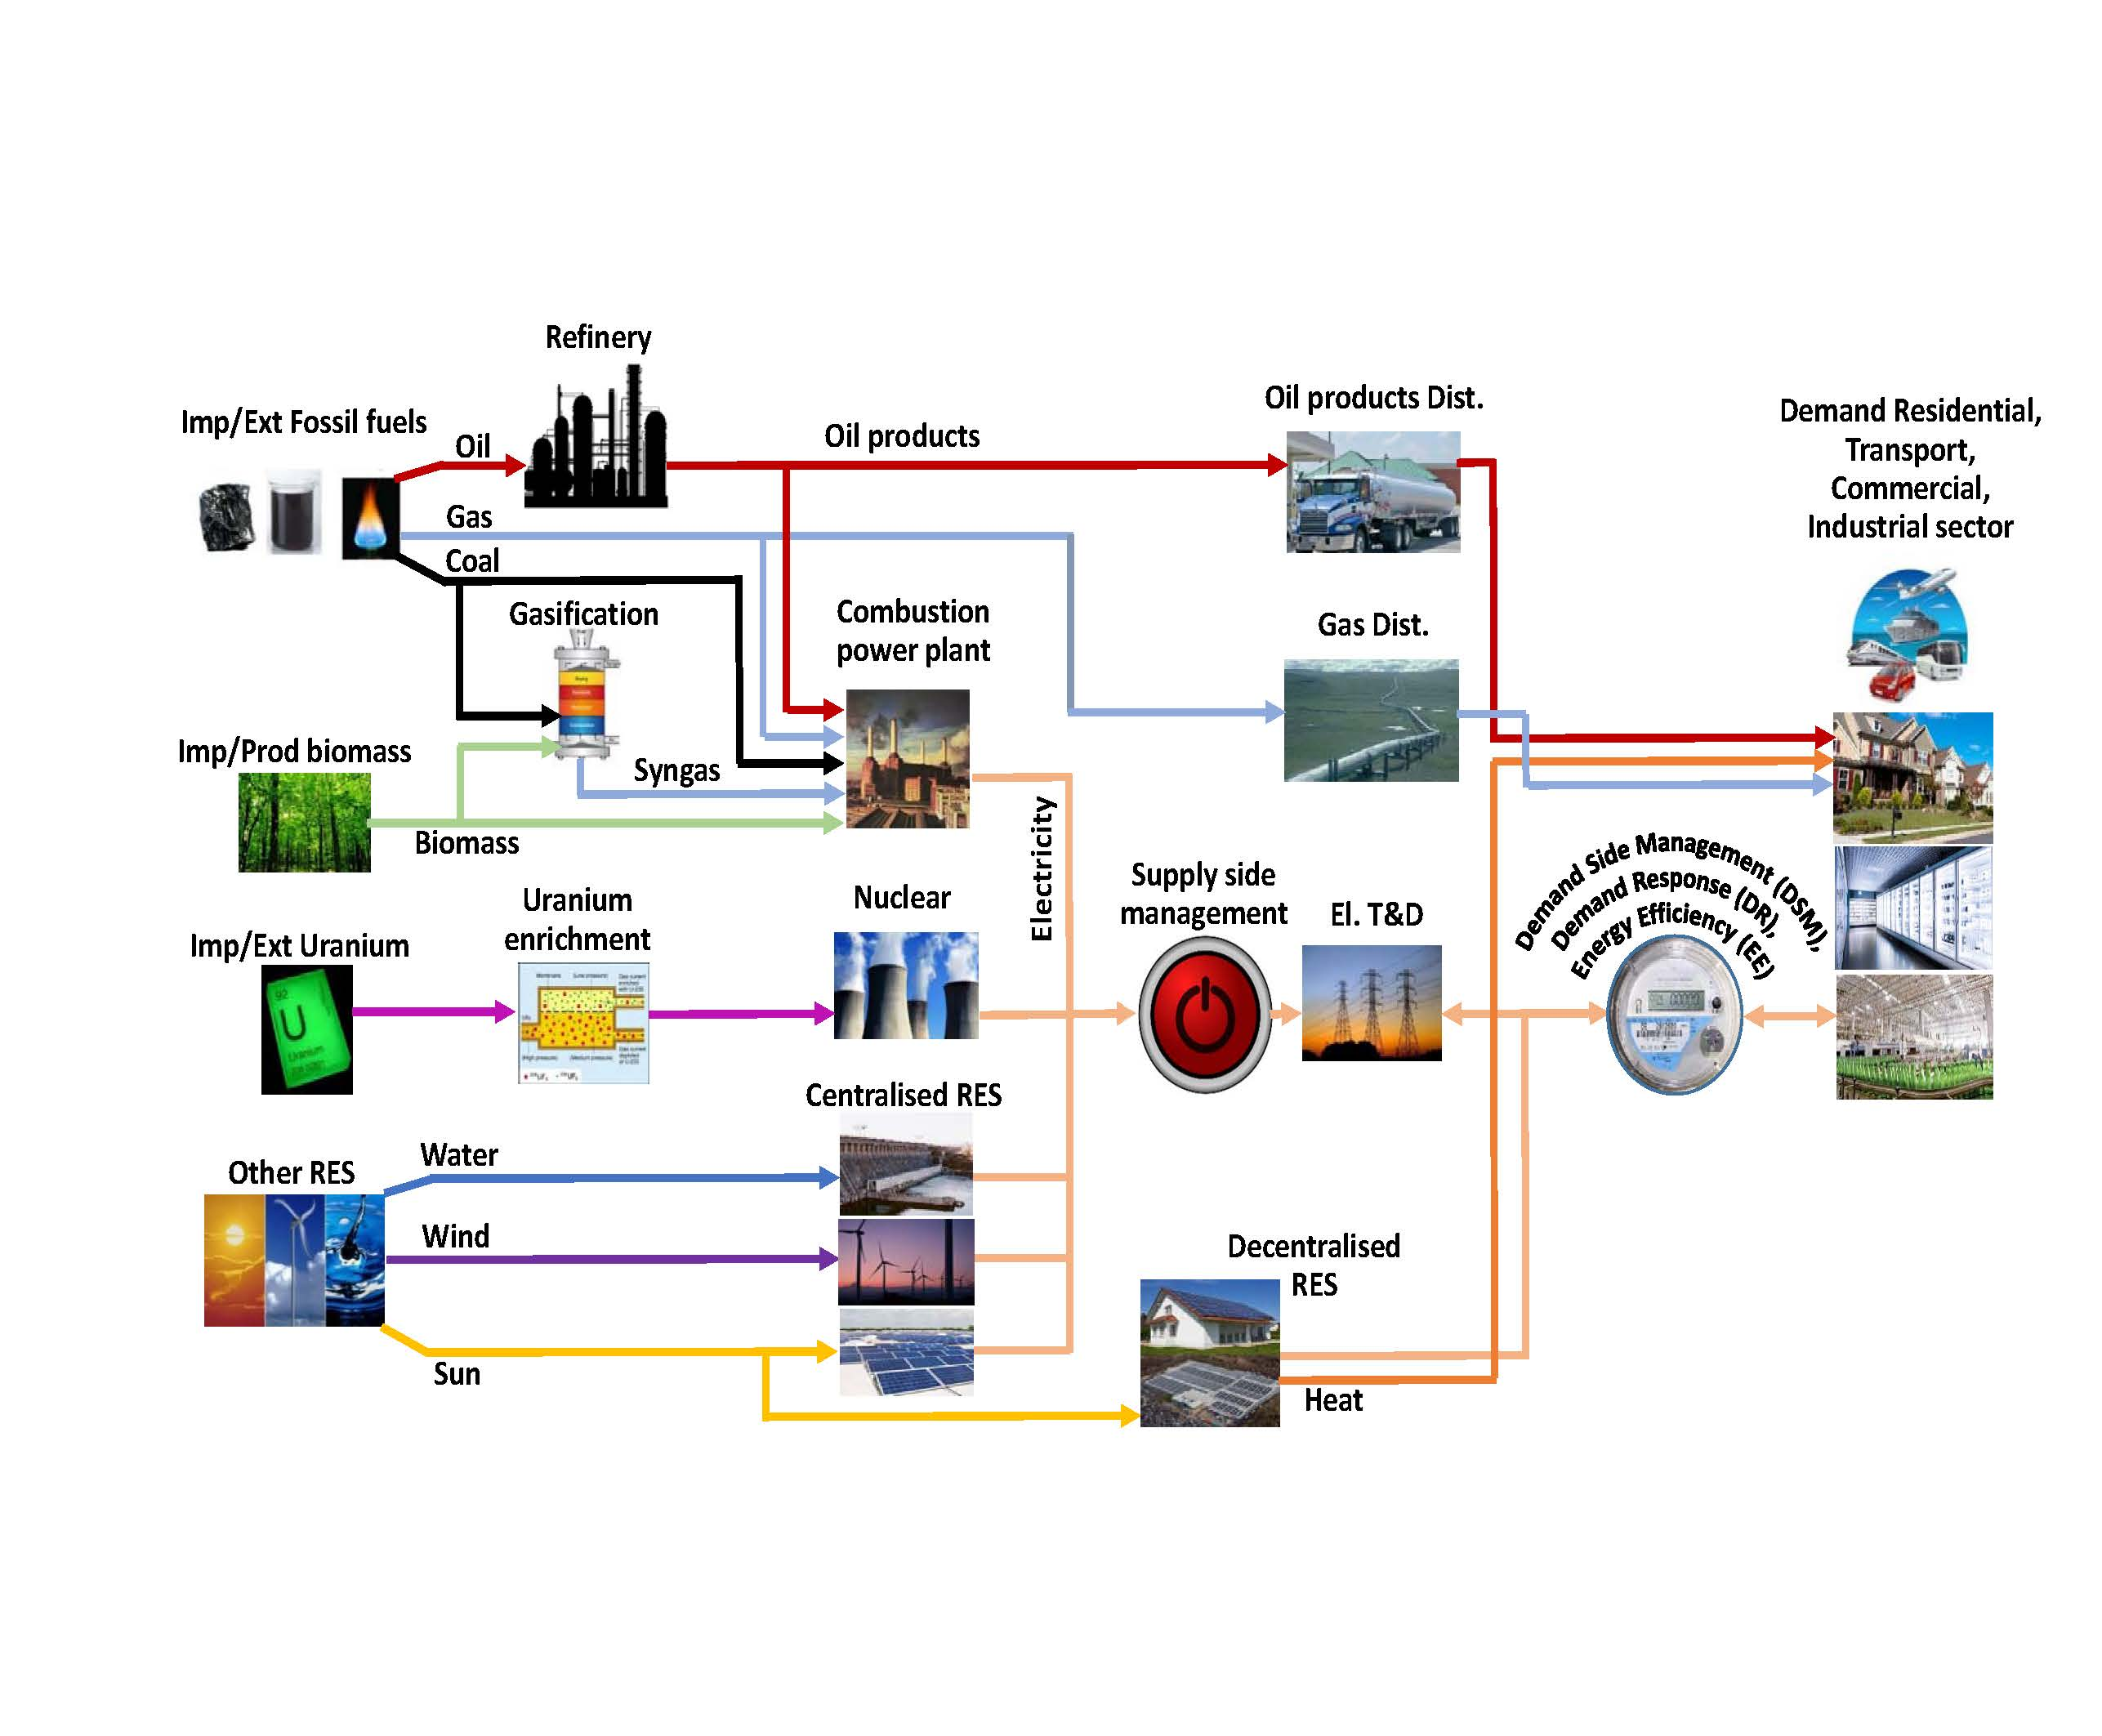 Refinery
Imp/Ext Fossil fuels
Oil
Oil products
Oil products Dist.
Demand Residential,
Transport,
Commercial,
Industrial sector
Gas
Coal
Gasification
Combustion
power plant
Gas Dist.
Imp/Prod biomass
Syngas
Biomass
Electricity
Uranium
enrichment
Nuclear
Supply side
management
El. T&D
Demand Side Management (DSM),
Demand Response (DR),
Energy Efficiency (EE)
Imp/Ext Uranium
92
U
Uranium
Centralised RES
Water
Other RES
Wind
Sun
Decentralised
RES
Heat